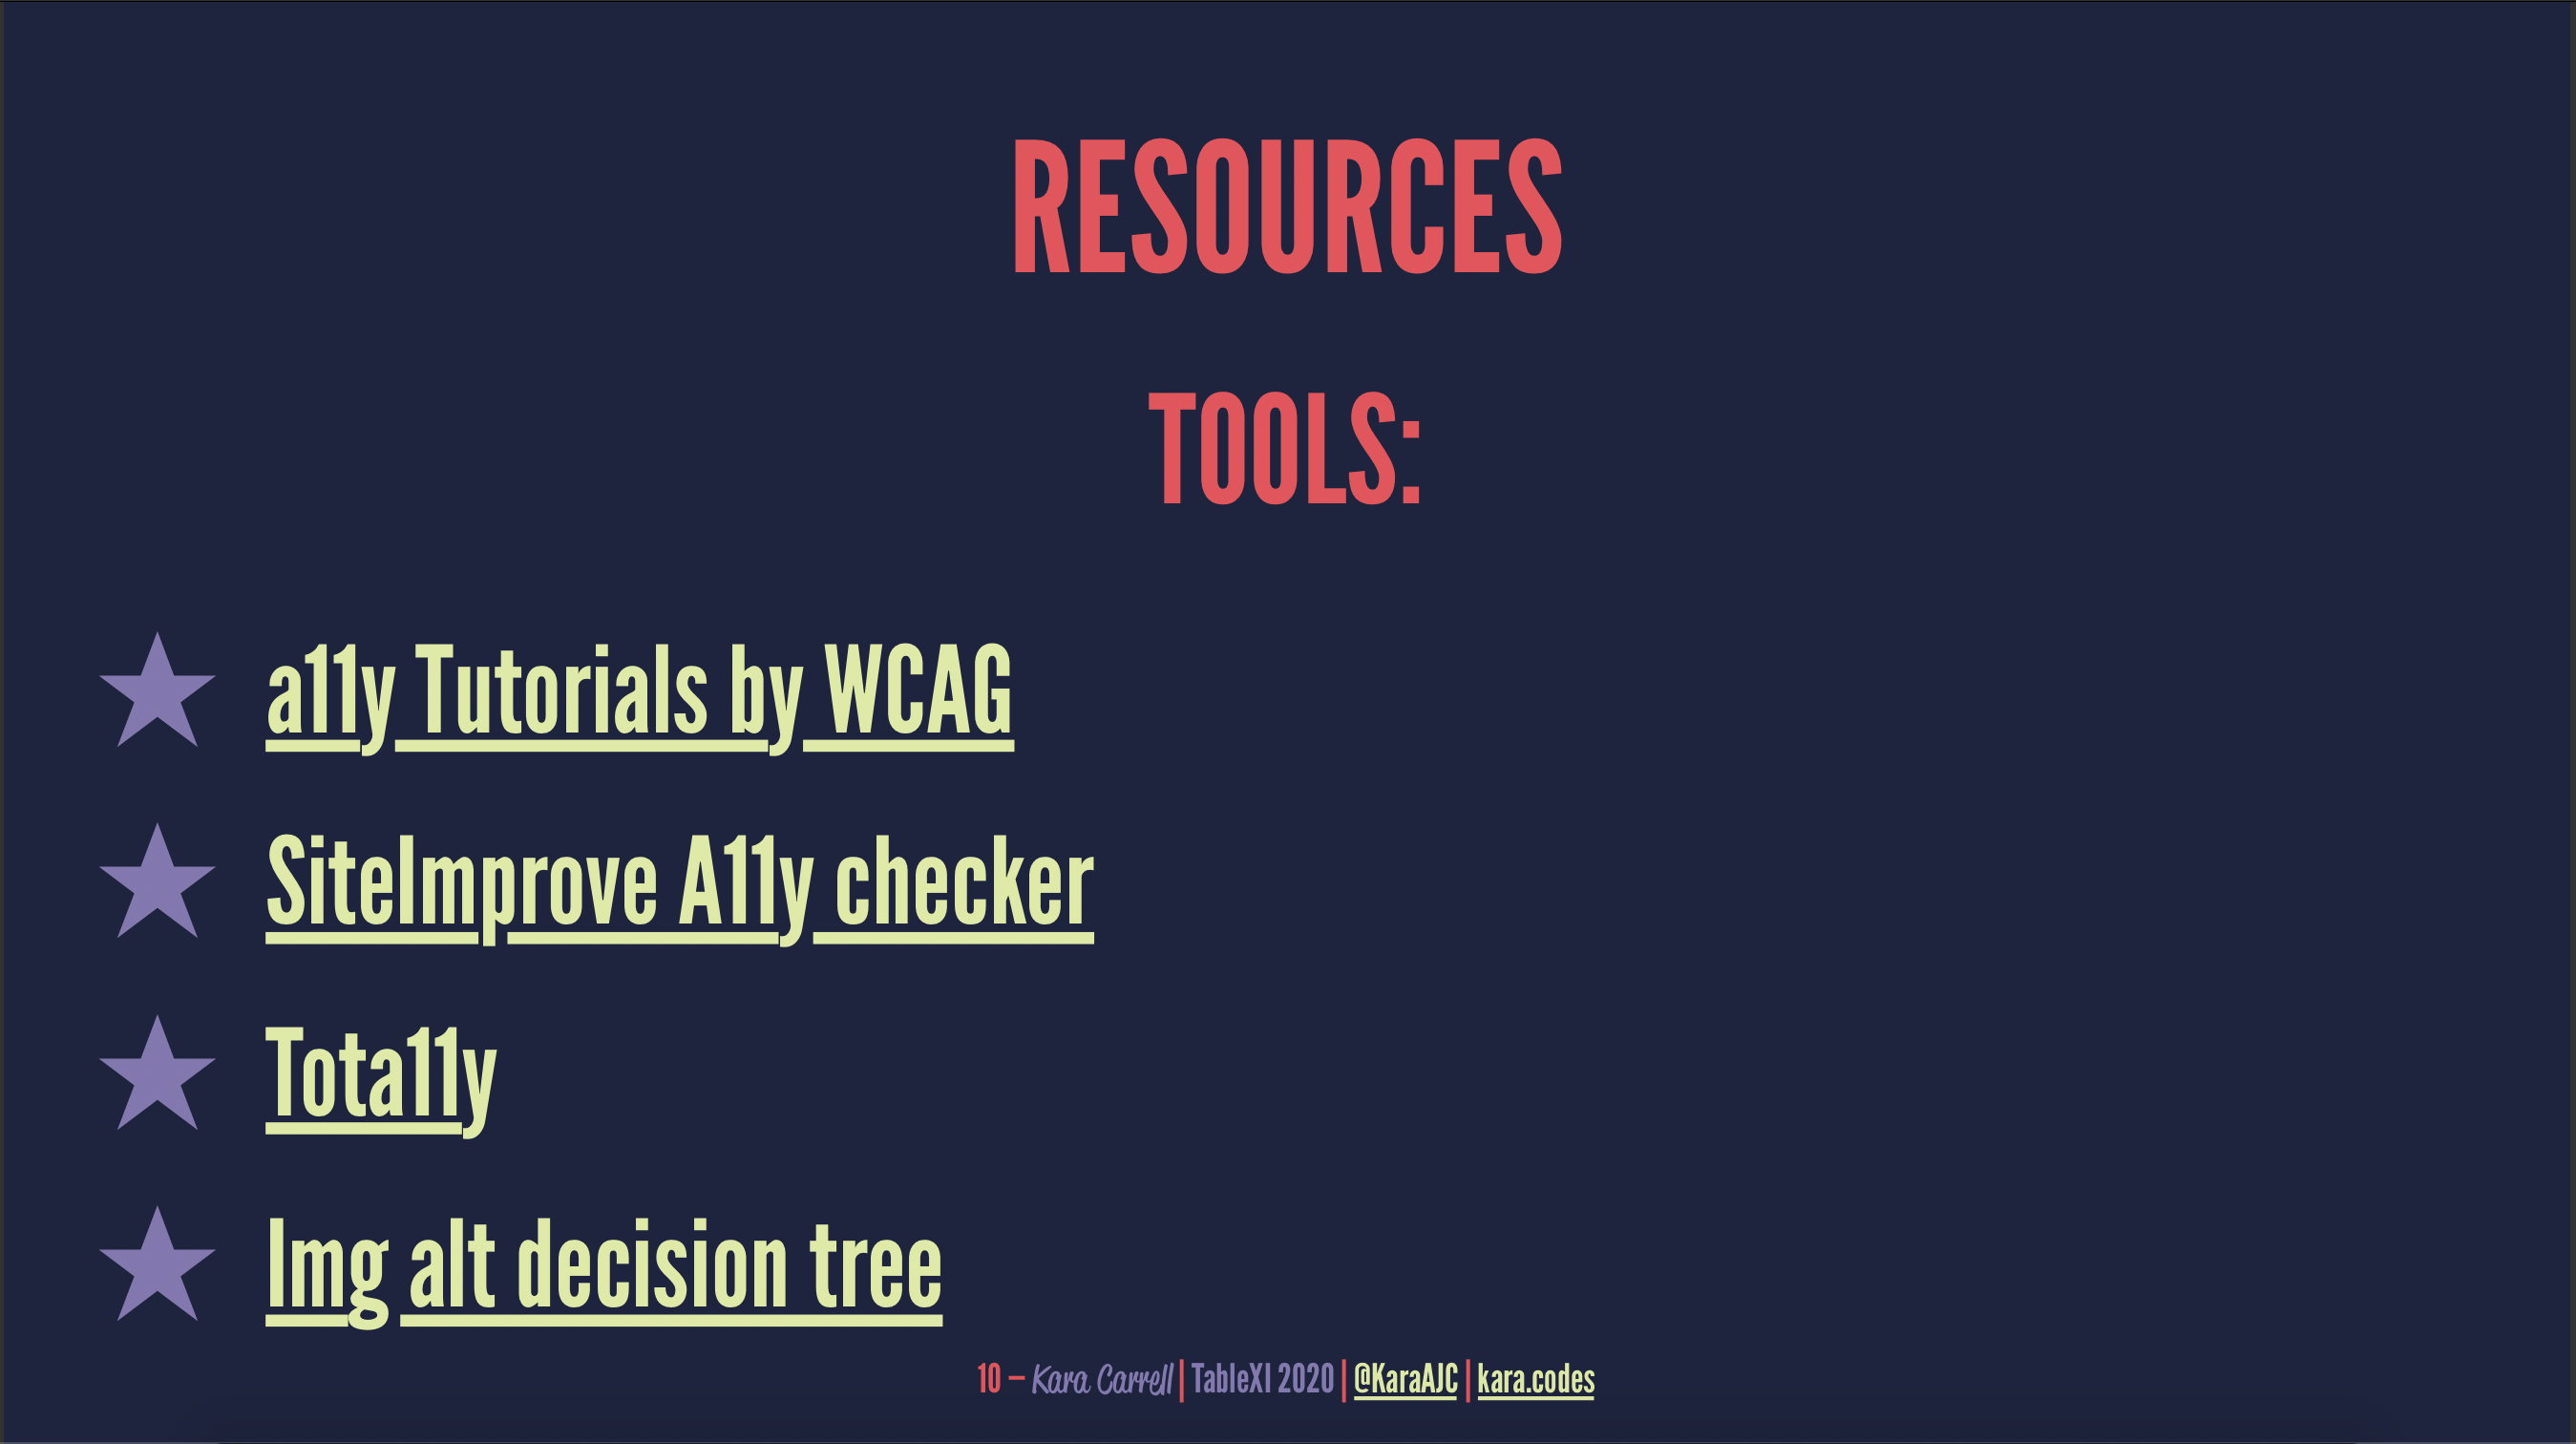 RESOURCES
TOOLS:
a11y Tutorials by WCAG
SiteImprove A11y checker
Tota11y
Img alt decision tree
10 — Kara Carrell | TableXI 2020 | @KaraAJC | kara.codes